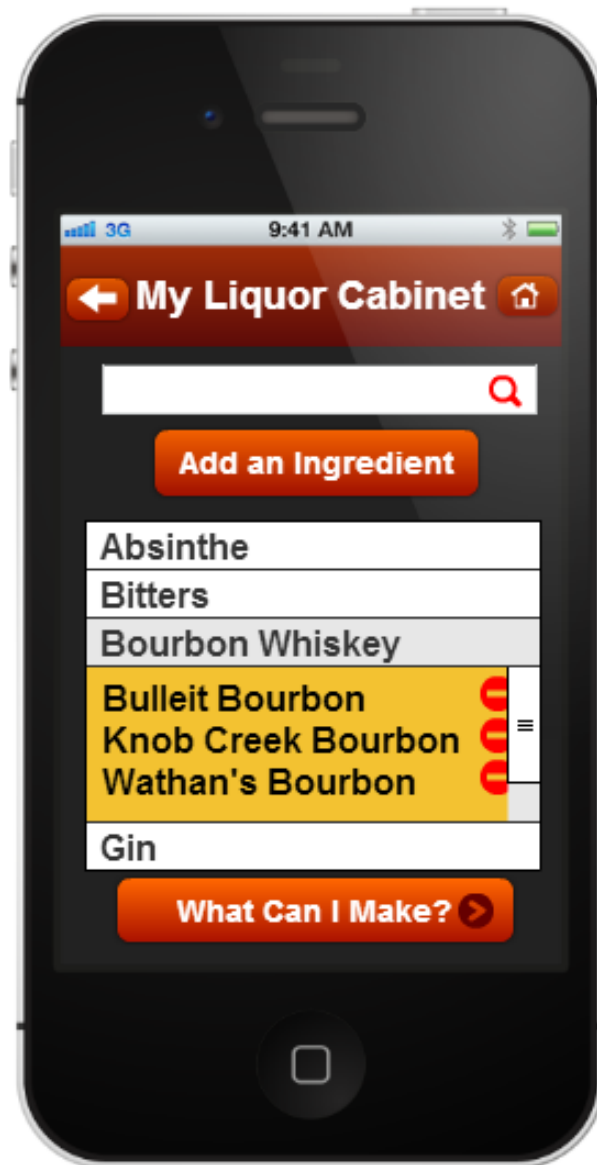 3G 9:41 AM
My Liquor Cabinet
Add an Ingredient
Absinthe
Bitters
Bourbon Whiskey
Bulleit Bourbon
Knob Creek Bourbon
Wathan's Bourbon
Gin
What Can I Make?